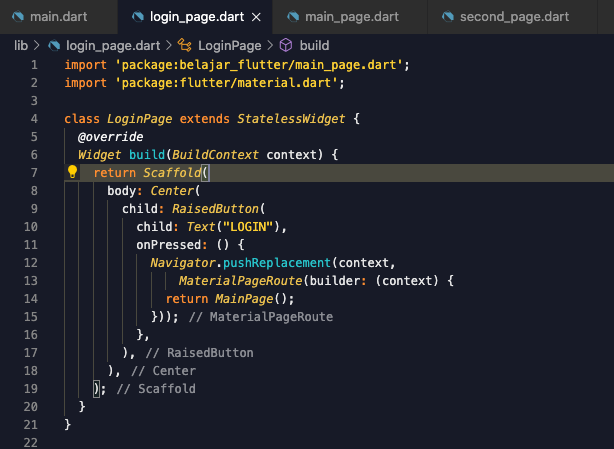 main.dart login_page.dart × main_page.dart second_page.dart
lib > login_page.dart > LoginPage > build
1 import 'package:belajar_flutter/main_page.dart';
2 import 'package:flutter/material.dart';
3
4 class LoginPage extends StatelessWidget {
5   @override
6   Widget build(BuildContext context) {
7     return Scaffold(
8       body: Center(
9         child: RaisedButton(
10           child: Text("LOGIN"),
11           onPressed: () {
12             Navigator.pushReplacement(context,
13                 MaterialPageRoute(builder: (context) {
14               return MainPage();
15             })); // MaterialPageRoute
16           },
17         ), // RaisedButton
18       ), // Center
19     ); // Scaffold
20   }
21 }
22